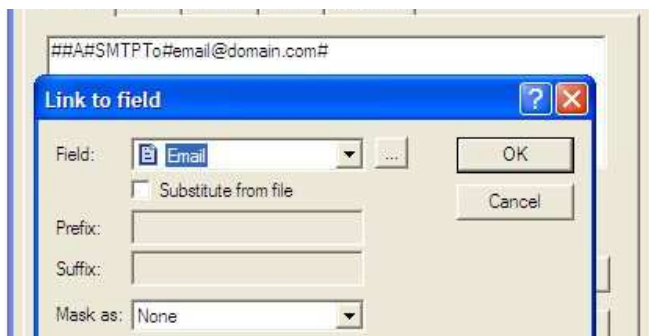 ##A#SMTPTo#email@domain.com#
Link to field
Field: Email ... OK
Substitute from file
Cancel
Prefix:
Suffix:
Mask as: None